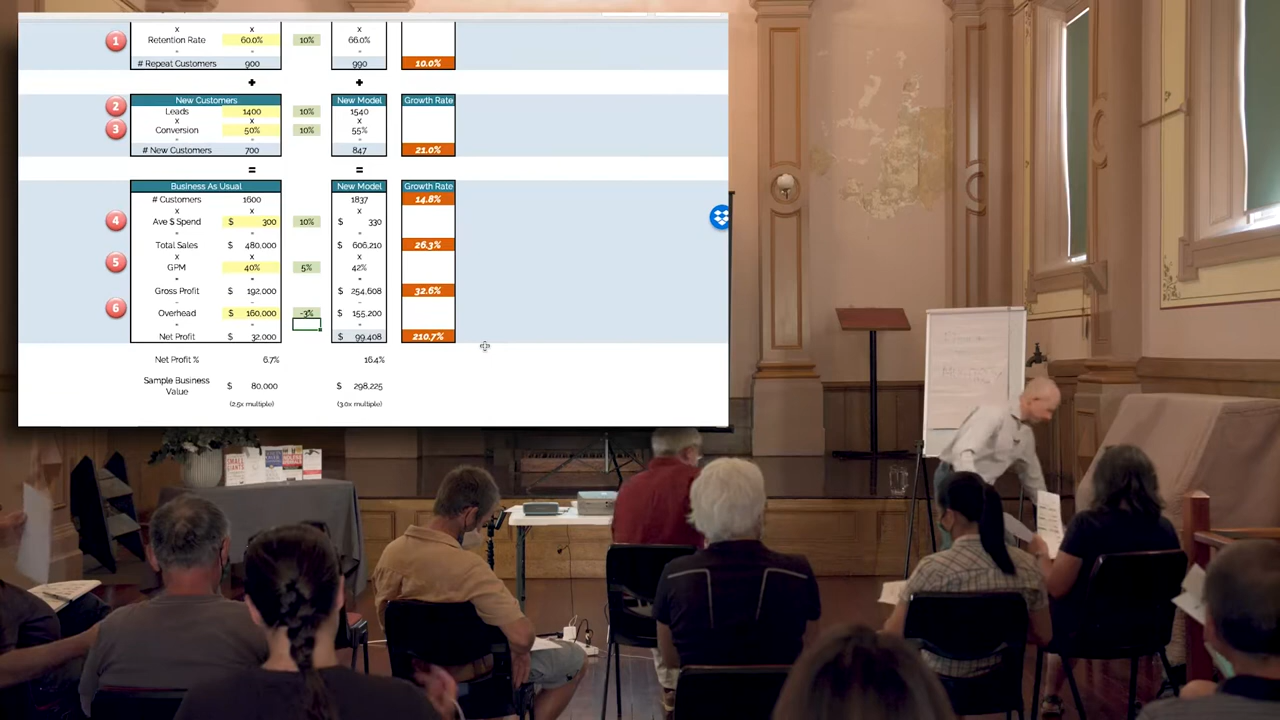 x x
1 Retention Rate 60.0% 10% 66.0%
= =
# Repeat Customers 900 990 10.0%
+ +
2 New Customers New Model Growth Rate
Leads 1400 10% 1540
x x
3 Conversion 50% 10% 55%
= =
# New Customers 700 847 21.0%
= =
Business As Usual New Model Growth Rate
# Customers 1600 1837 14.8%
x x
4 Ave $ Spend $ 300 10% $ 330
= =
Total Sales $ 480,000 $ 606,210 26.3%
x x
5 GPM 40% 5% 42%
= =
Gross Profit $ 192,000 $ 254,608 32.6%
- -
6 Overhead $ 160,000 -3% $ 155,200
= =
Net Profit $ 32,000 $ 99,408 210.7%
Net Profit % 6.7% 16.4%
Sample Business
Value $ 80,000 $ 298,225
(2.5x multiple) (3.0x multiple)
SMALL
GIANTS